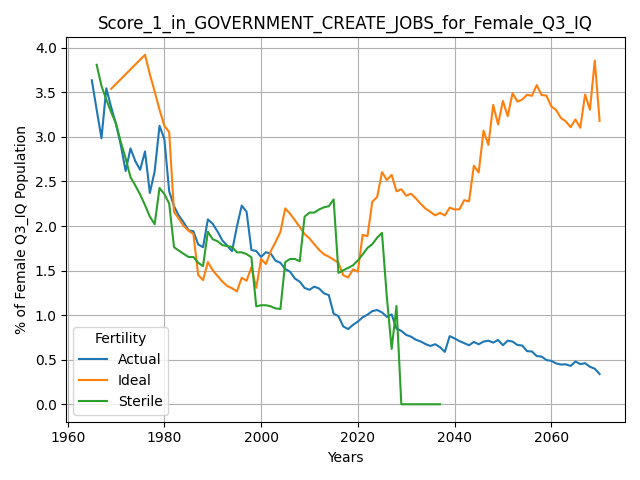 Score_1_in_GOVERNMENT_CREATE_JOBS_for_Female_Q3_IQ
% of Female Q3_IQ Population
4.0
3.5
3.0
2.5
2.0
1.5
1.0
0.5
0.0
Fertility
Actual
Ideal
Sterile
1960 1980 2000 2020 2040 2060
Years